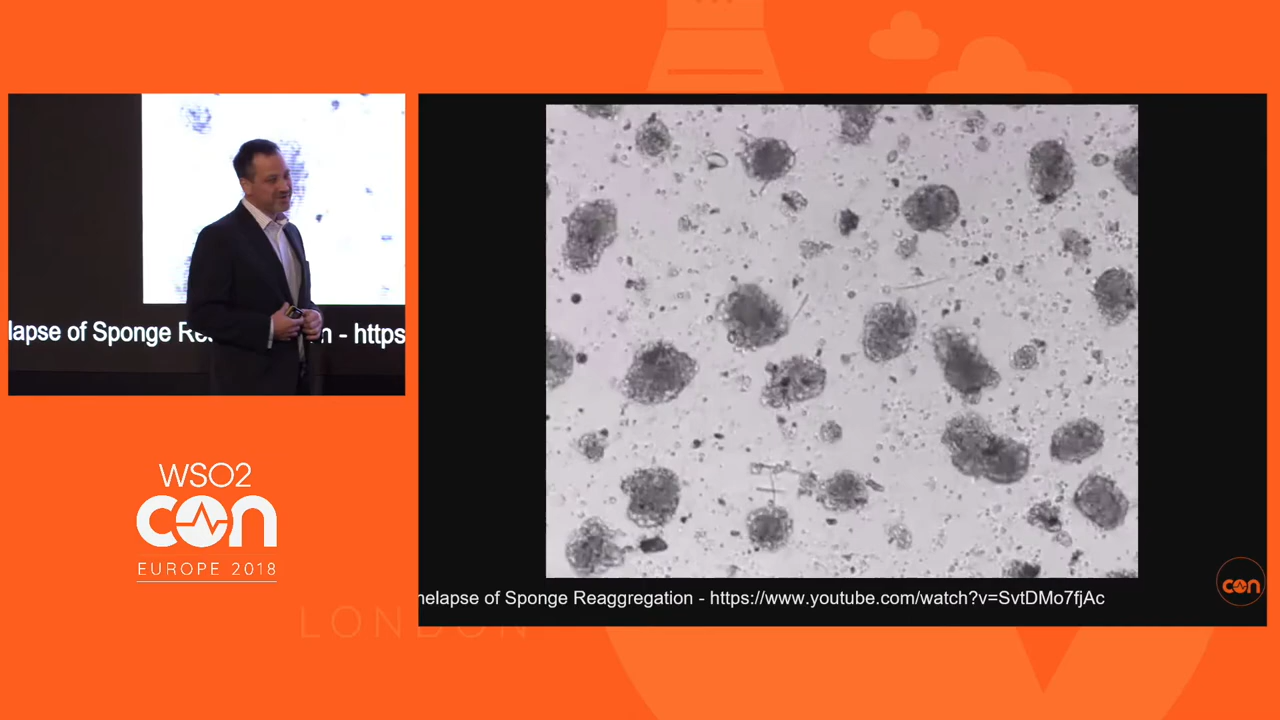 lapse of Sponge
n - https
WSO2
con
EUROPE 2018
LONDON
nelapse of Sponge Reaggregation - https://www.youtube.com/watch?v=SvtDMo7fjAc
con